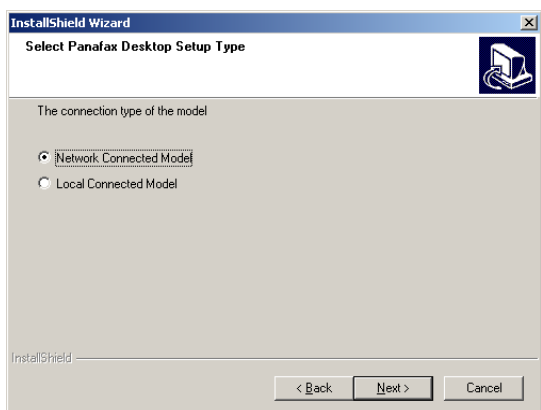 InstallShield Wizard
Select Panafax Desktop Setup Type
The connection type of the model
Network Connected Model
Local Connected Model
InstallShield
< Back Next > Cancel